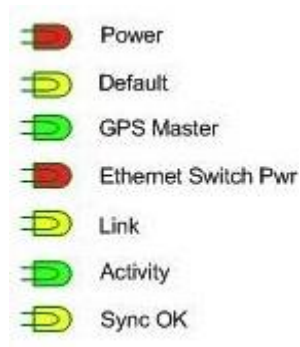 Power
Default
GPS Master
Ethernet Switch Pwr
Link
Activity
Sync OK